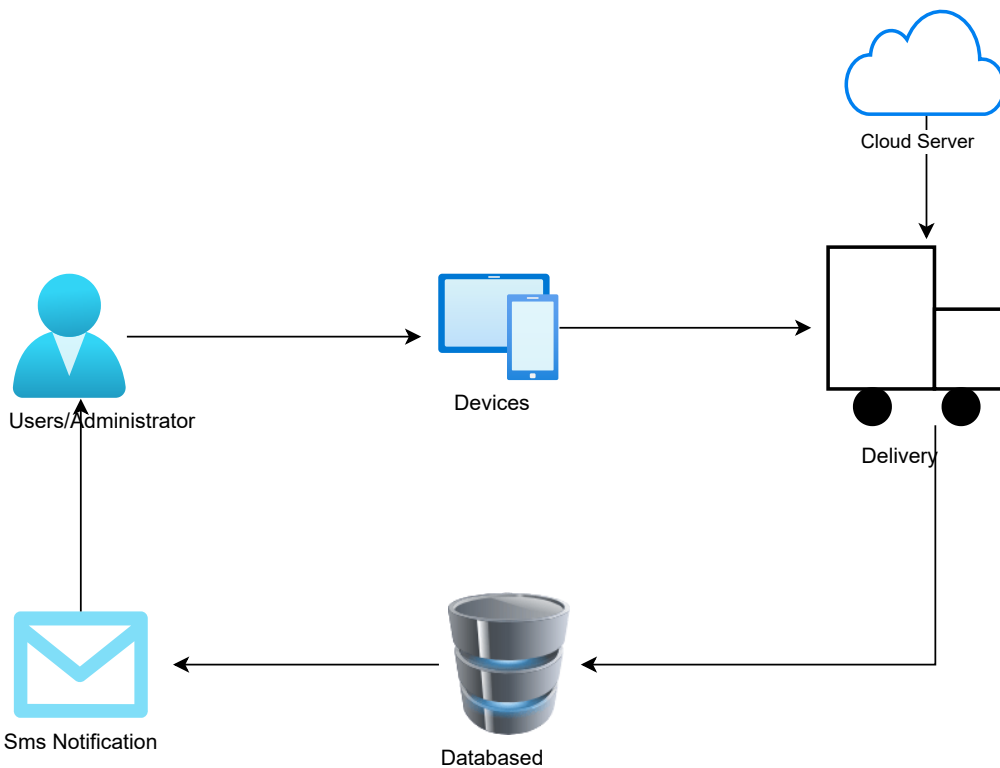 Cloud Server
Users/Administrator
Devices
Delivery
Sms Notification
Databased